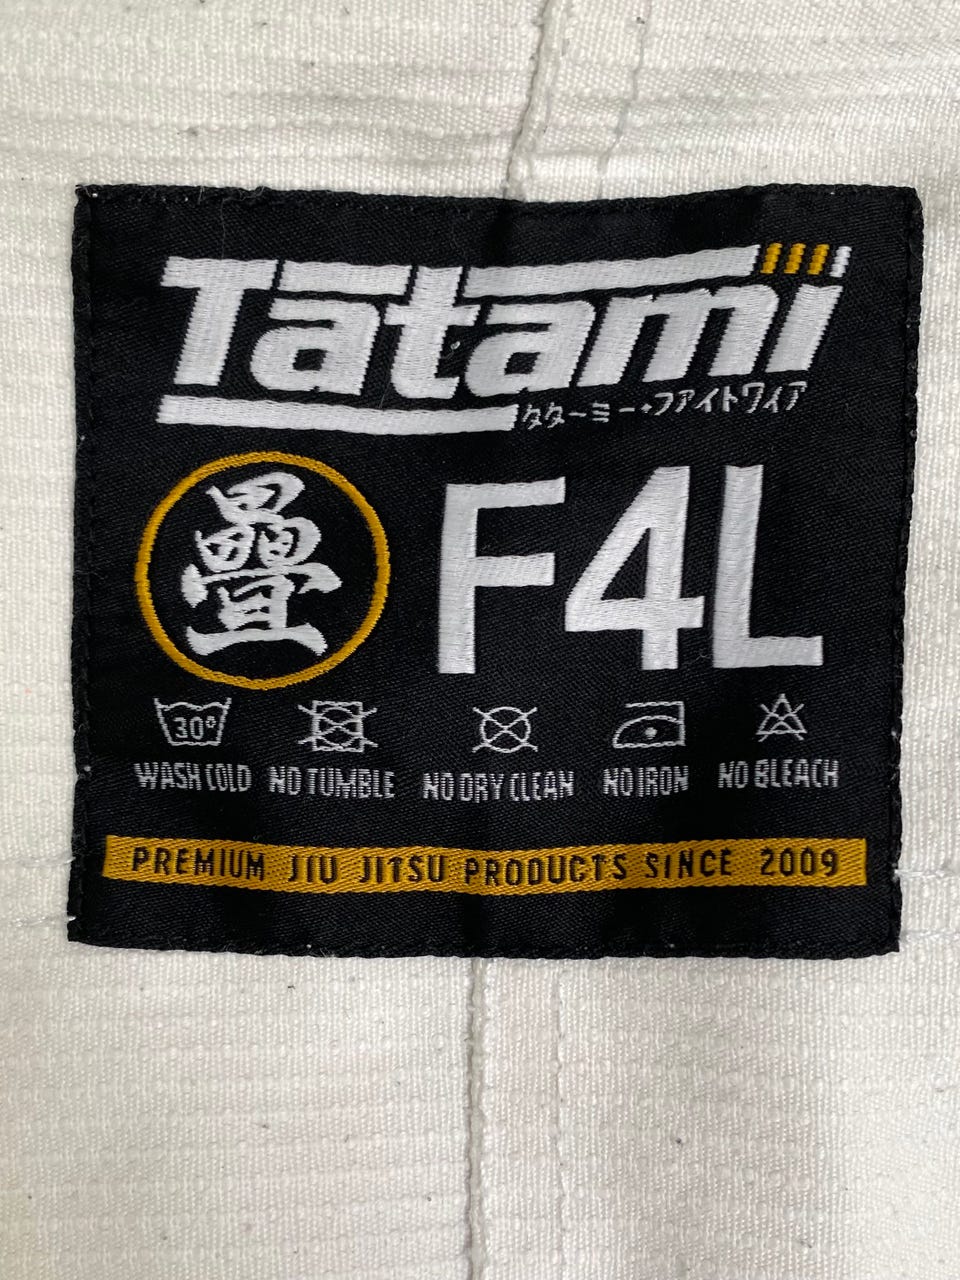 Tatami
タターミー・ファイトワイア
疊
F4L
30°
WASH COLD NO TUMBLE NO DRY CLEAN NO IRON NO BLEACH
PREMIUM JIU JITSU PRODUCTS SINCE 2009